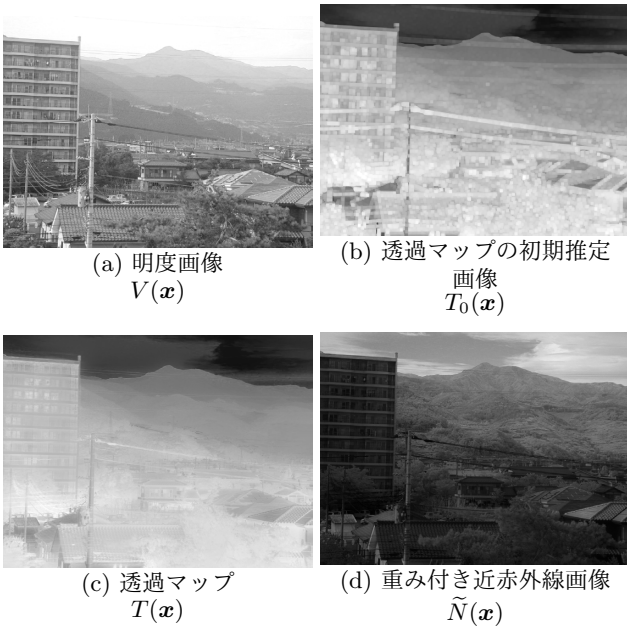 (a) 明度画像
V(x)
(b) 透過マップの初期推定
画像
T₀(x)
(c) 透過マップ
T(x)
(d) 重み付き近赤外線画像
Ñ(x)